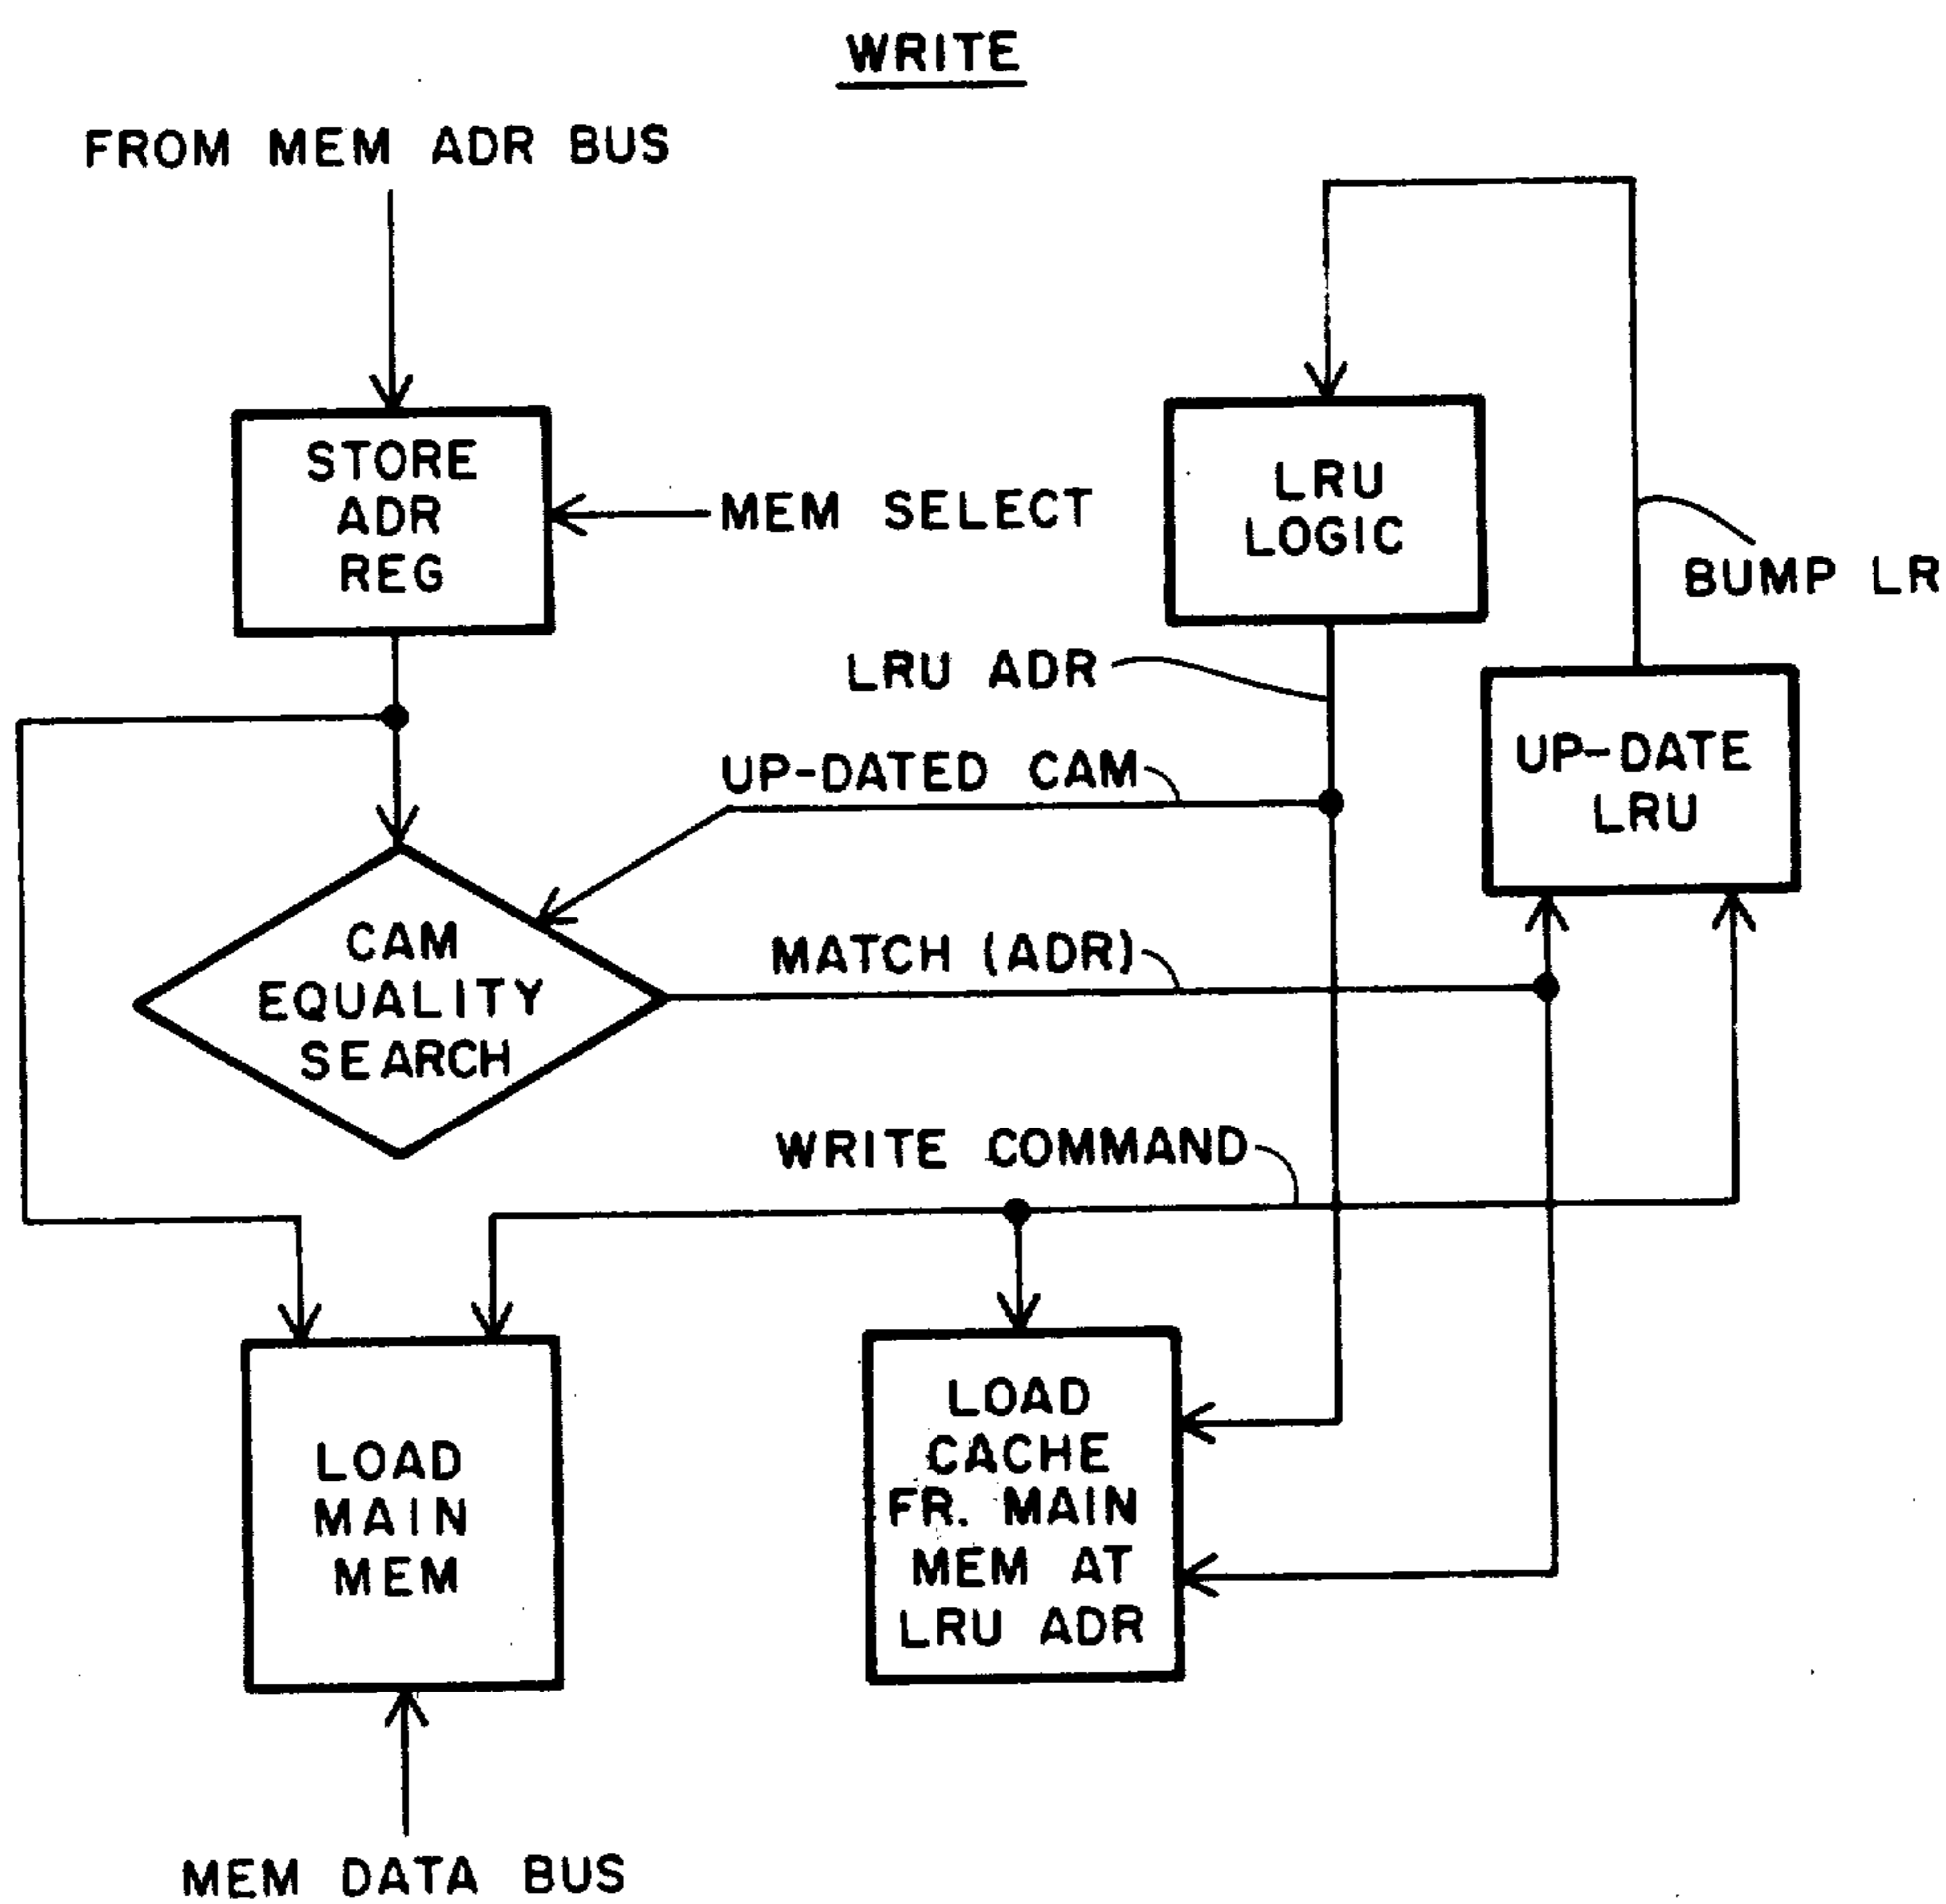 WRITE
FROM MEM ADR BUS
STORE
ADR
REG
MEM SELECT
LRU
LOGIC
BUMP LR
LRU ADR
UP-DATED CAM
UP-DATE
LRU
CAM
EQUALITY
SEARCH
MATCH (ADR)
WRITE COMMAND
LOAD
MAIN
MEM
LOAD
CACHE
FR. MAIN
MEM AT
LRU ADR
MEM DATA BUS